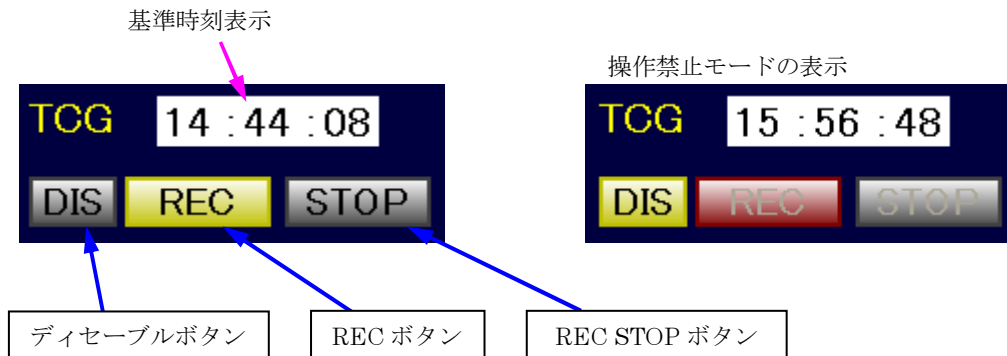 基準時刻表示
操作禁止モードの表示
TCG 14 :44 :08
TCG 15 :56 :48
DIS REC STOP
DIS REC STOP
ディセーブルボタン
REC ボタン
REC STOP ボタン